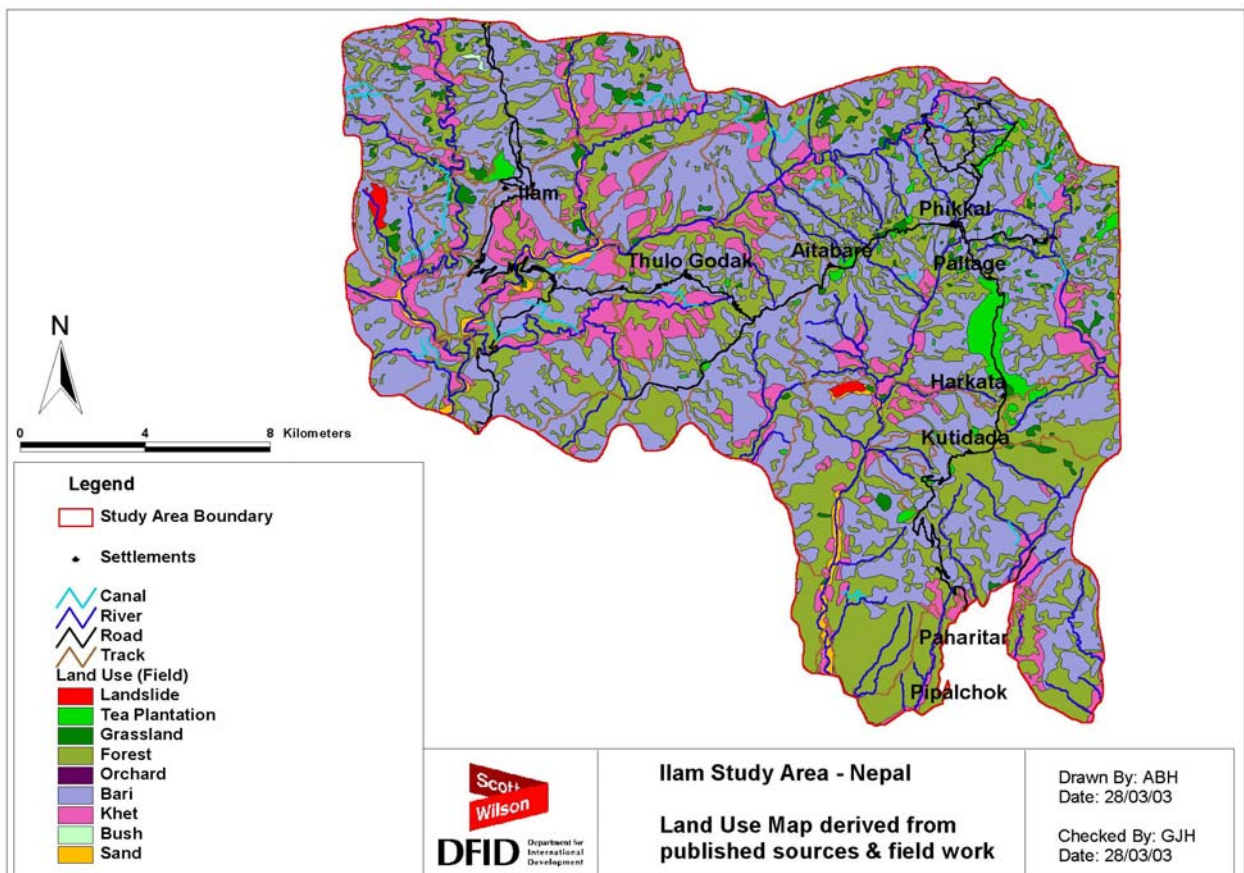 Ilam
Phikkal
Aitabare
Thulo Godak
Paltage
N
Harkata
0 4 8 Kilometers
Kutidada
Legend
Study Area Boundary
Settlements
Canal
River
Road
Track
Land Use (Field)
Landslide
Tea Plantation
Grassland
Forest
Orchard
Bari
Khet
Bush
Sand
Paharitar
Pipalchok
Scott
Wilson
DFID Department for
International
Development
Ilam Study Area - Nepal
Land Use Map derived from
published sources & field work
Drawn By: ABH
Date: 28/03/03
Checked By: GJH
Date: 28/03/03